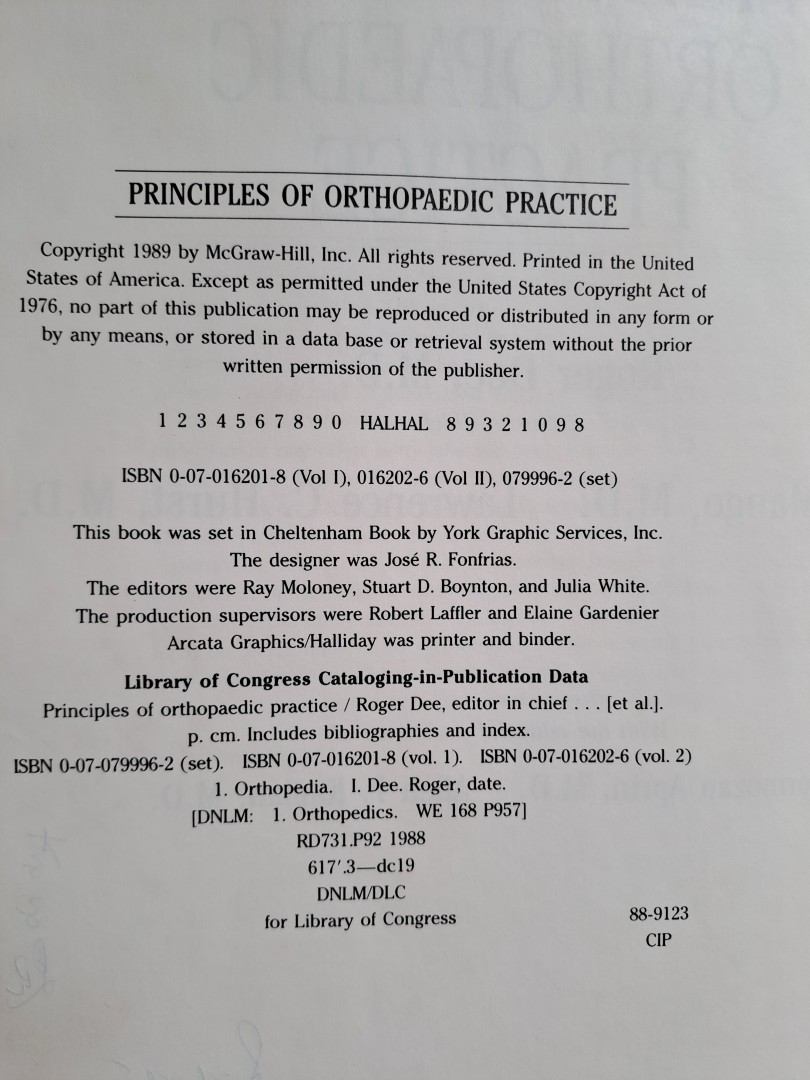 PRINCIPLES OF ORTHOPAEDIC PRACTICE
Copyright 1989 by McGraw-Hill, Inc. All rights reserved. Printed in the United
States of America. Except as permitted under the United States Copyright Act of
1976, no part of this publication may be reproduced or distributed in any form or
by any means, or stored in a data base or retrieval system without the prior
written permission of the publisher.
1 2 3 4 5 6 7 8 9 0 HALHAL 8 9 3 2 1 0 9 8
ISBN 0-07-016201-8 (Vol I), 016202-6 (Vol II), 079996-2 (set)
This book was set in Cheltenham Book by York Graphic Services, Inc.
The designer was José R. Fonfrias.
The editors were Ray Moloney, Stuart D. Boynton, and Julia White.
The production supervisors were Robert Laffler and Elaine Gardenier
Arcata Graphics/Halliday was printer and binder.
Library of Congress Cataloging-in-Publication Data
Principles of orthopaedic practice / Roger Dee, editor in chief . . . [et al.].
p. cm. Includes bibliographies and index.
ISBN 0-07-079996-2 (set). ISBN 0-07-016201-8 (vol. 1). ISBN 0-07-016202-6 (vol. 2)
1. Orthopedia. I. Dee. Roger, date.
[DNLM: 1. Orthopedics. WE 168 P957]
RD731.P92 1988
617′.3—dc19
DNLM/DLC
for Library of Congress
88-9123
CIP